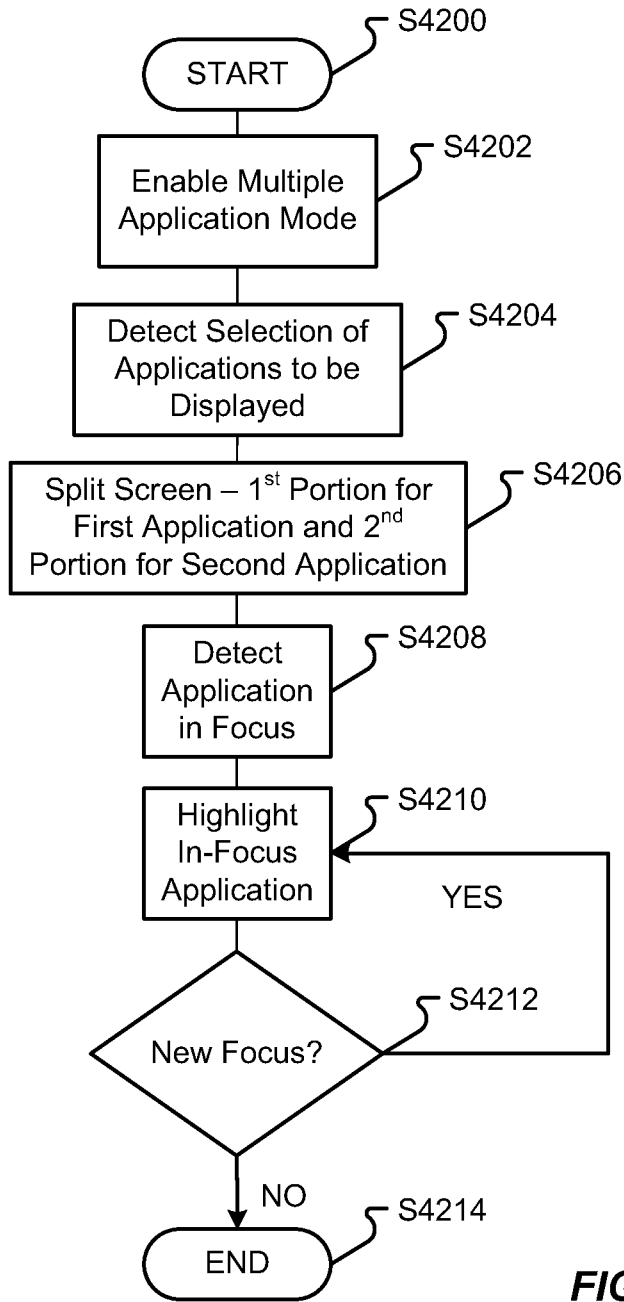 S4200
START
S4202
Enable Multiple
Application Mode
S4204
Detect Selection of
Applications to be
Displayed
S4206
Split Screen – 1st Portion for
First Application and 2nd
Portion for Second Application
S4208
Detect
Application
in Focus
S4210
Highlight
In-Focus
Application
YES
S4212
New Focus?
NO
S4214
END
FIG